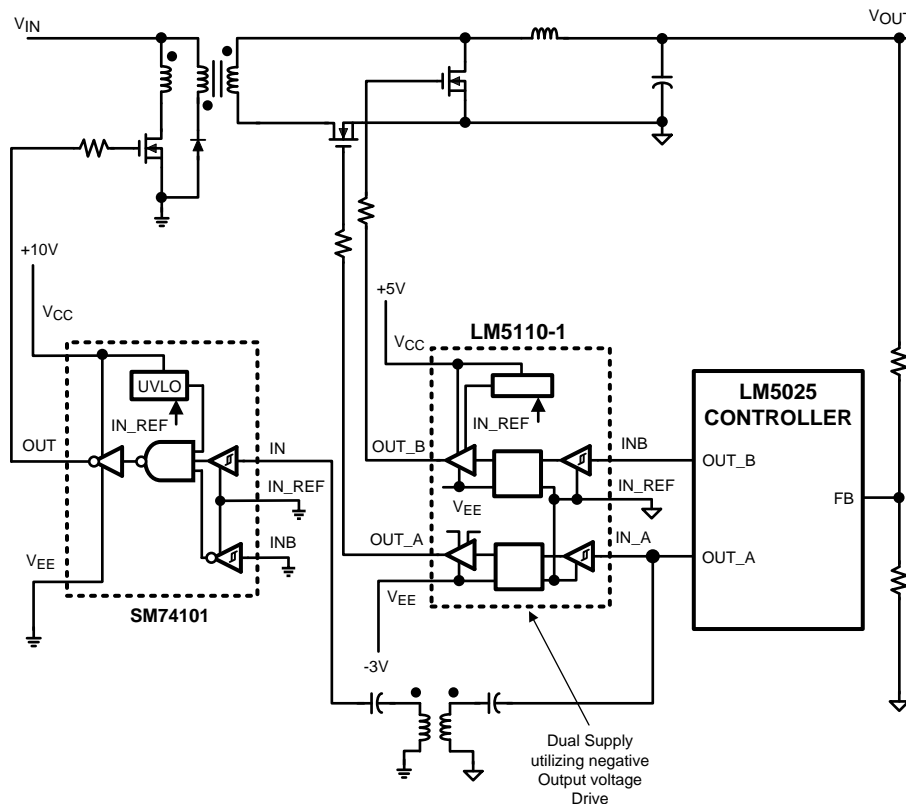 VIN
VOUT
+10V
VCC
UVLO
IN_REF
OUT
IN
IN_REF
INB
VEE
SM74101
+5V
LM5110-1
VCC
IN_REF
OUT_B
INB
IN_REF
VEE
OUT_A
IN_A
VEE
-3V
LM5025
CONTROLLER
OUT_B
FB
OUT_A
Dual Supply
utilizing negative
Output voltage
Drive